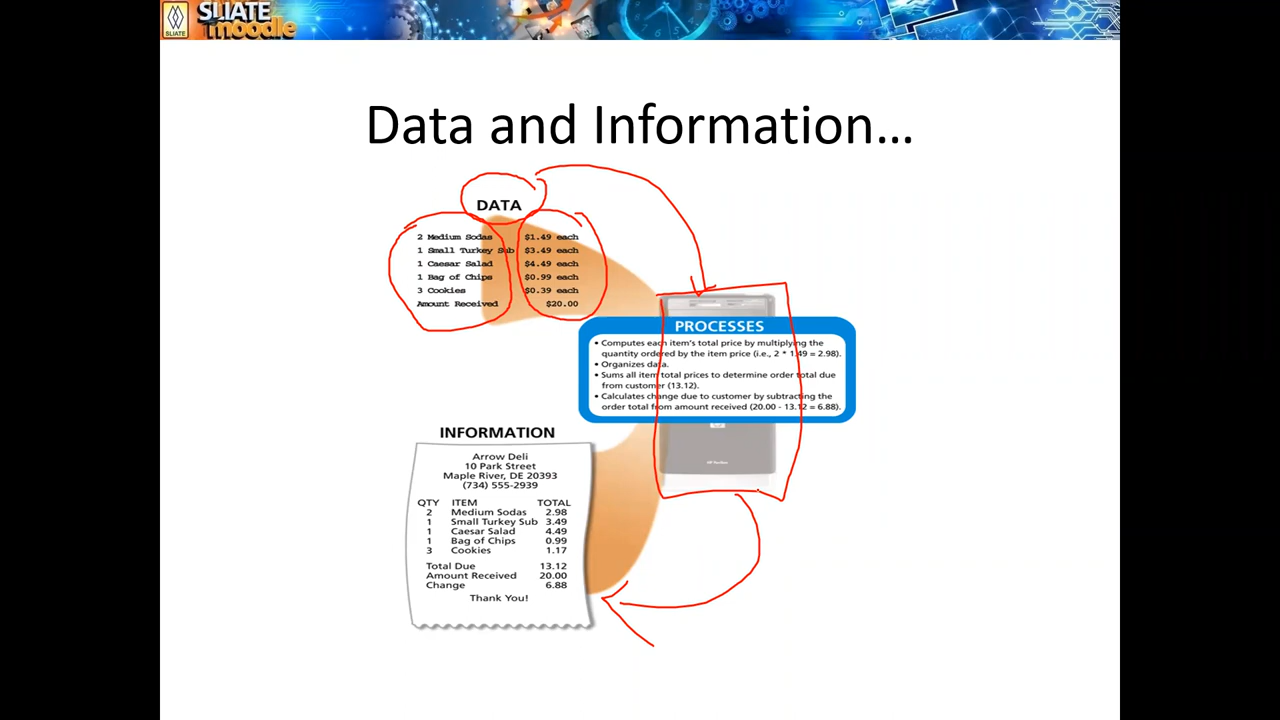 SLIATE
SLIATE
moodle
Data and Information...
DATA
2 Medium Sodas $1.49 each
1 Small Turkey Sub $3.49 each
1 Caesar Salad $4.49 each
1 Bag of Chips $0.99 each
3 Cookies $0.39 each
Amount Received $20.00
PROCESSES
• Computes each item's total price by multiplying the
quantity ordered by the item price (i.e., 2 * 1.49 = 2.98).
• Organizes data.
• Sums all item total prices to determine order total due
from customer (13.12).
• Calculates change due to customer by subtracting the
order total from amount received (20.00 - 13.12 = 6.88).
hp
INFORMATION
Arrow Deli
10 Park Street
Maple River, DE 20393
(734) 555-2939
QTY ITEM TOTAL
2 Medium Sodas 2.98
1 Small Turkey Sub 3.49
1 Caesar Salad 4.49
1 Bag of Chips 0.99
3 Cookies 1.17
Total Due 13.12
Amount Received 20.00
Change 6.88
Thank You!